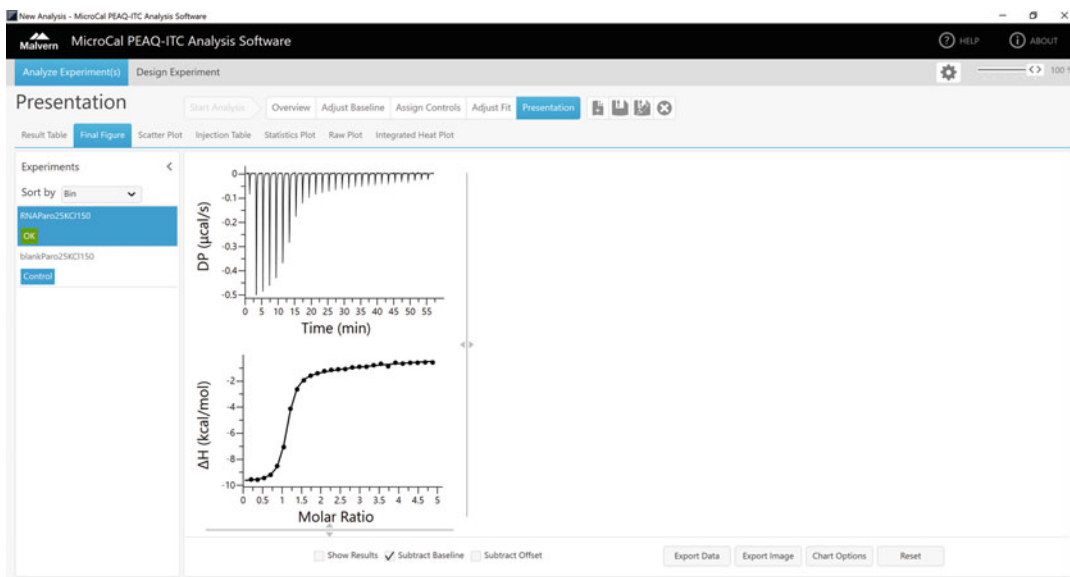 New Analysis - MicroCal PEAQ-ITC Analysis Software
Malvern MicroCal PEAQ-ITC Analysis Software
HELP ABOUT
Analyze Experiment(s) Design Experiment
100 %
Presentation
Start Analysis Overview Adjust Baseline Assign Controls Adjust Fit Presentation
Result Table Final Figure Scatter Plot Injection Table Statistics Plot Raw Plot Integrated Heat Plot
Experiments
Sort by Bin
RNAParo25KCl150
OK
blankParo25KCl150
Control
DP (µcal/s)
0
-0.1
-0.2
-0.3
-0.4
-0.5
0 5 10 15 20 25 30 35 40 45 50 55
Time (min)
ΔH (kcal/mol)
-2
-4
-6
-8
-10
0 0.5 1 1.5 2 2.5 3 3.5 4 4.5 5
Molar Ratio
Show Results Subtract Baseline Subtract Offset
Export Data Export Image Chart Options Reset